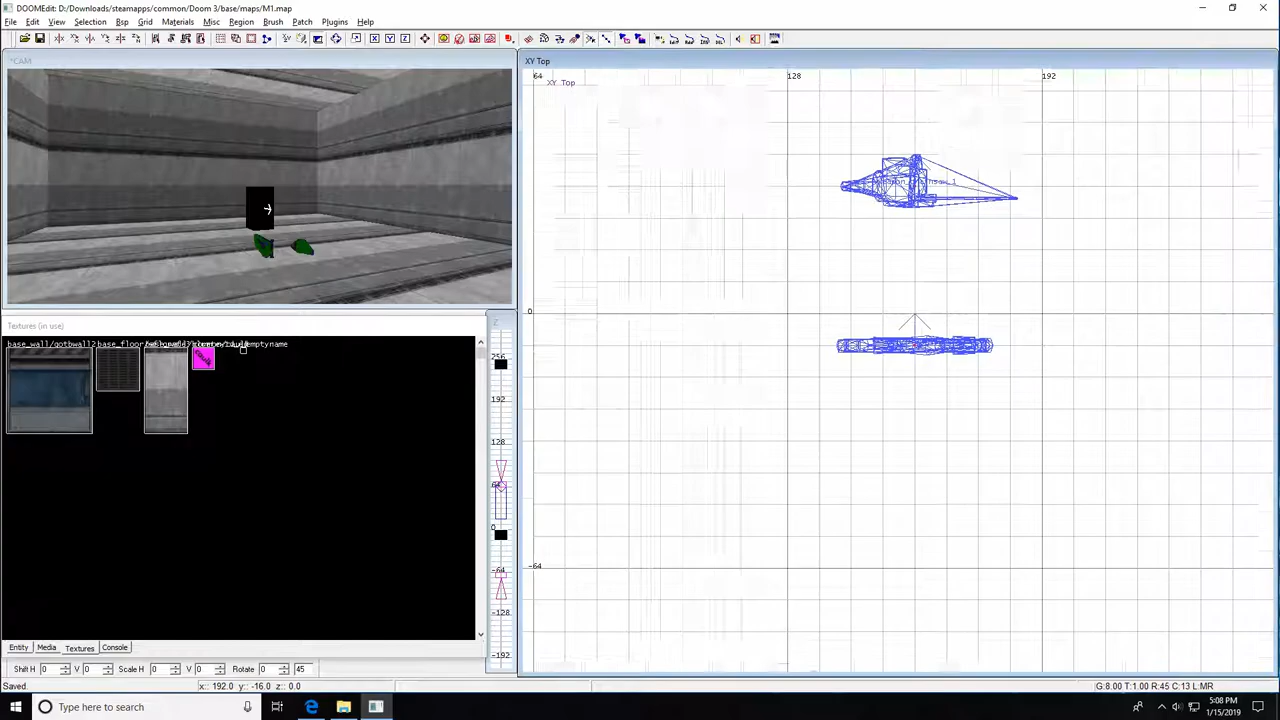 DOOMEdit: D:/Downloads/steamapps/common/Doom 3/base/maps/M1.map
File Edit View Selection Bsp Grid Materials Misc Region Brush Patch Plugins Help
*CAM
XY Top
64 128 192
XY Top
0
-64
Textures (in use)
Z
256
192
128
64
0
-64
-128
-192
Entity Media Textures Console
Shift H 0 V 0 Scale H 0 V 0 Rotate 0 45
Saved. x:: 192.0 y:: -16.0 z:: 0.0 G:8.00 T:1.00 R:45 C:13 L:MR
Type here to search
5:08 PM
1/15/2019